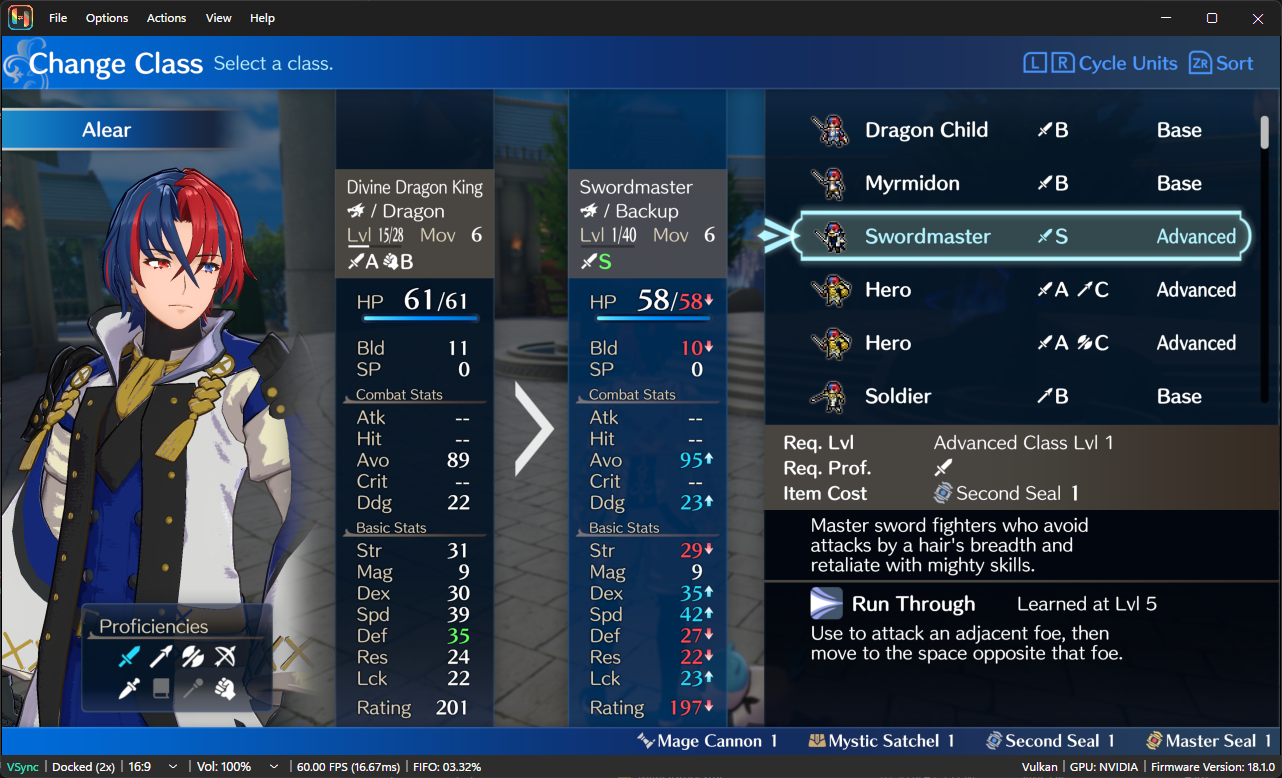 File Options Actions View Help
Change Class Select a class.
L R Cycle Units ZR Sort
Alear
Divine Dragon King
/ Dragon
Lvl 15/28 Mov 6
A B
HP 61/61
Bld 11
SP 0
Combat Stats
Atk --
Hit --
Avo 89
Crit --
Ddg 22
Basic Stats
Str 31
Mag 9
Dex 30
Spd 39
Def 35
Res 24
Lck 22
Rating 201
Swordmaster
/ Backup
Lvl 1/40 Mov 6
S
HP 58/58
Bld 10
SP 0
Combat Stats
Atk --
Hit --
Avo 95
Crit --
Ddg 23
Basic Stats
Str 29
Mag 9
Dex 35
Spd 42
Def 27
Res 22
Lck 23
Rating 197
Dragon Child B Base
Myrmidon B Base
Swordmaster S Advanced
Hero A C Advanced
Hero A C Advanced
Soldier B Base
Req. Lvl Advanced Class Lvl 1
Req. Prof.
Item Cost Second Seal 1
Master sword fighters who avoid
attacks by a hair's breadth and
retaliate with mighty skills.
Run Through Learned at Lvl 5
Use to attack an adjacent foe, then
move to the space opposite that foe.
Proficiencies
Mage Cannon 1 Mystic Satchel 1 Second Seal 1 Master Seal 1
VSync Docked (2x) 16:9 Vol: 100% 60.00 FPS (16.67ms) FIFO: 03.32% Vulkan GPU: NVIDIA Firmware Version: 18.1.0